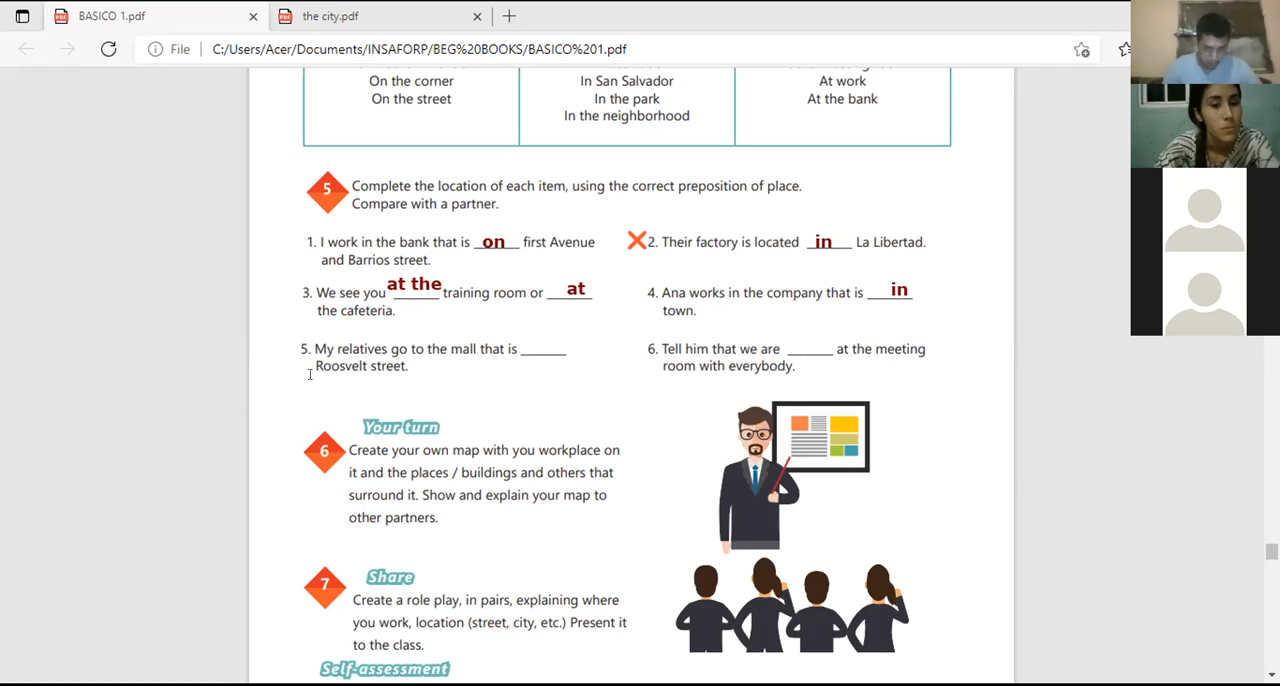 BASICO 1.pdf
the city.pdf
File C:/Users/Acer/Documents/INSAFORP/BEG%20BOOKS/BASICO%201.pdf
On the corner
In San Salvador
At work
On the street
In the park
At the bank
In the neighborhood
5 Complete the location of each item, using the correct preposition of place.
Compare with a partner.
1. I work in the bank that is on first Avenue
and Barrios street.
2. Their factory is located in La Libertad.
3. We see you at the training room or at
the cafeteria.
4. Ana works in the company that is in
town.
5. My relatives go to the mall that is _______
Roosvelt street.
6. Tell him that we are _______ at the meeting
room with everybody.
Your turn
6 Create your own map with you workplace on
it and the places / buildings and others that
surround it. Show and explain your map to
other partners.
Share
7 Create a role play, in pairs, explaining where
you work, location (street, city, etc.) Present it
to the class.
Self-assessment